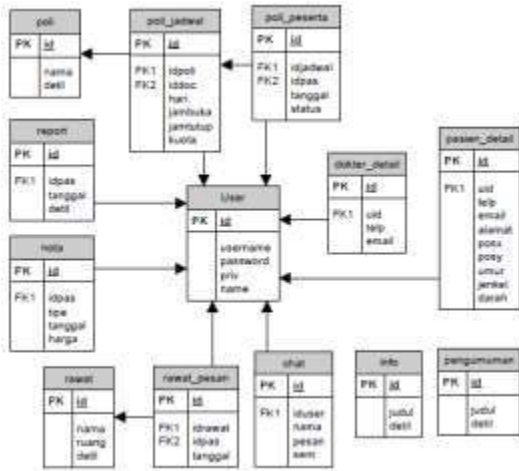 poli
PK id
nama
detil
poli_jadwal
PK id
FK1 idpoli
FK2 iddoc
hari
jambuka
jamtutup
kuota
poli_peserta
PK id
FK1 idjadwal
FK2 idpas
tanggal
status
report
PK id
FK1 idpas
tanggal
detil
User
PK id
username
password
priv
name
dokter_detail
PK id
FK1 uid
telp
email
pasien_detail
PK id
FK1 uid
telp
email
alamat
posx
posy
umur
jenkel
darah
nota
PK id
FK1 idpas
tipe
tanggal
harga
rawat
PK id
nama
ruang
detil
rawat_pesan
PK id
FK1 idrawat
FK2 idpas
tanggal
chat
PK id
FK1 iduser
nama
pesan
info
PK id
judul
detil
pengumuman
PK id
judul
detil